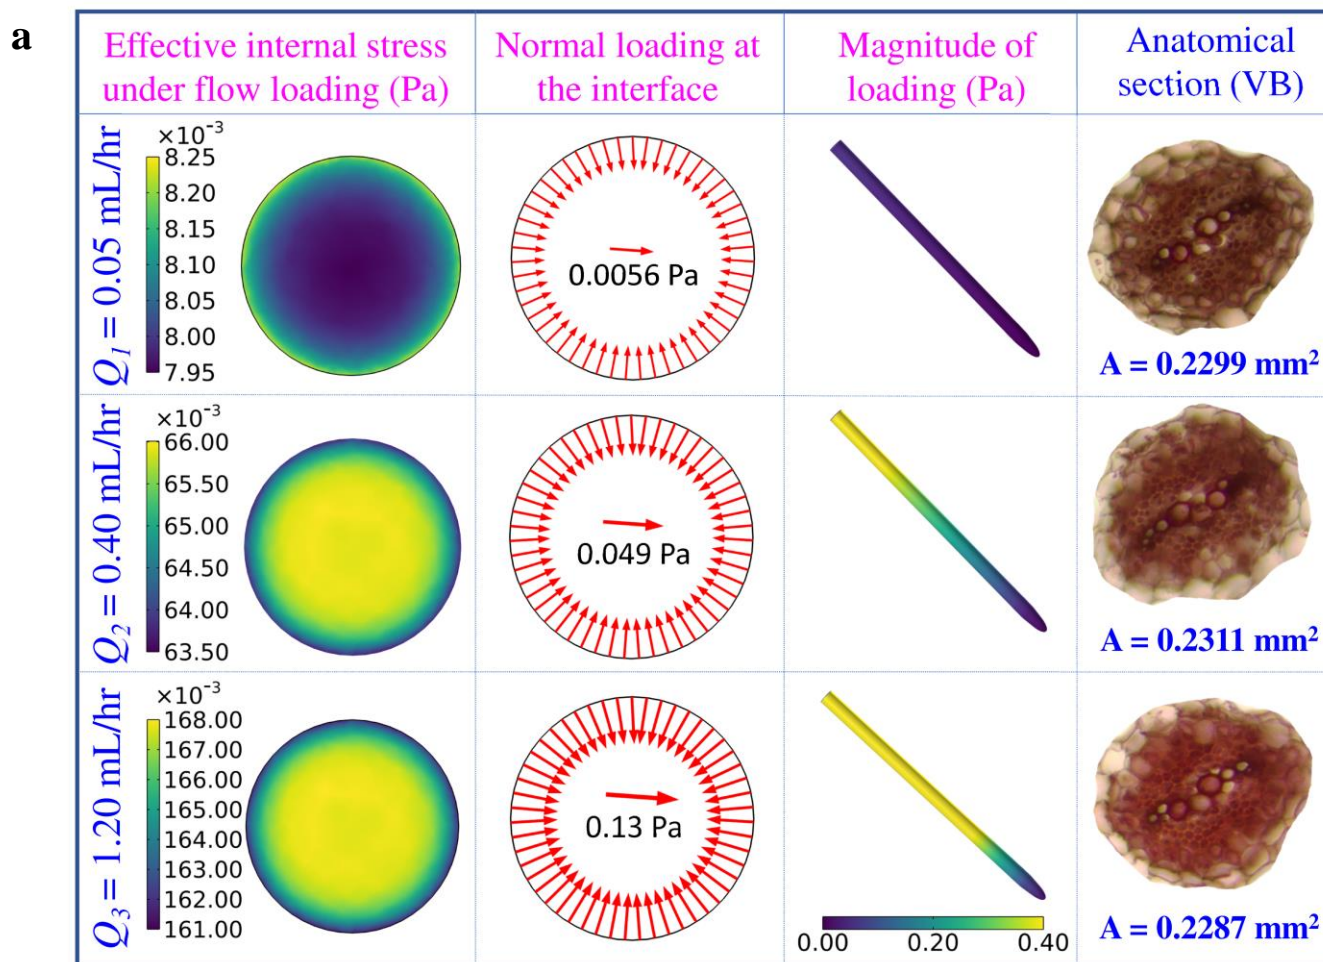 a
Effective internal stress
under flow loading (Pa)
Normal loading at
the interface
Magnitude of
loading (Pa)
Anatomical
section (VB)
Q₁ = 0.05 mL/hr
×10⁻³
8.25
8.20
8.15
8.10
8.05
8.00
7.95
0.0056 Pa
A = 0.2299 mm²
Q₂ = 0.40 mL/hr
×10⁻³
66.00
65.50
65.00
64.50
64.00
63.50
0.049 Pa
A = 0.2311 mm²
Q₃ = 1.20 mL/hr
×10⁻³
168.00
167.00
166.00
165.00
164.00
163.00
162.00
161.00
0.13 Pa
0.00 0.20 0.40
A = 0.2287 mm²